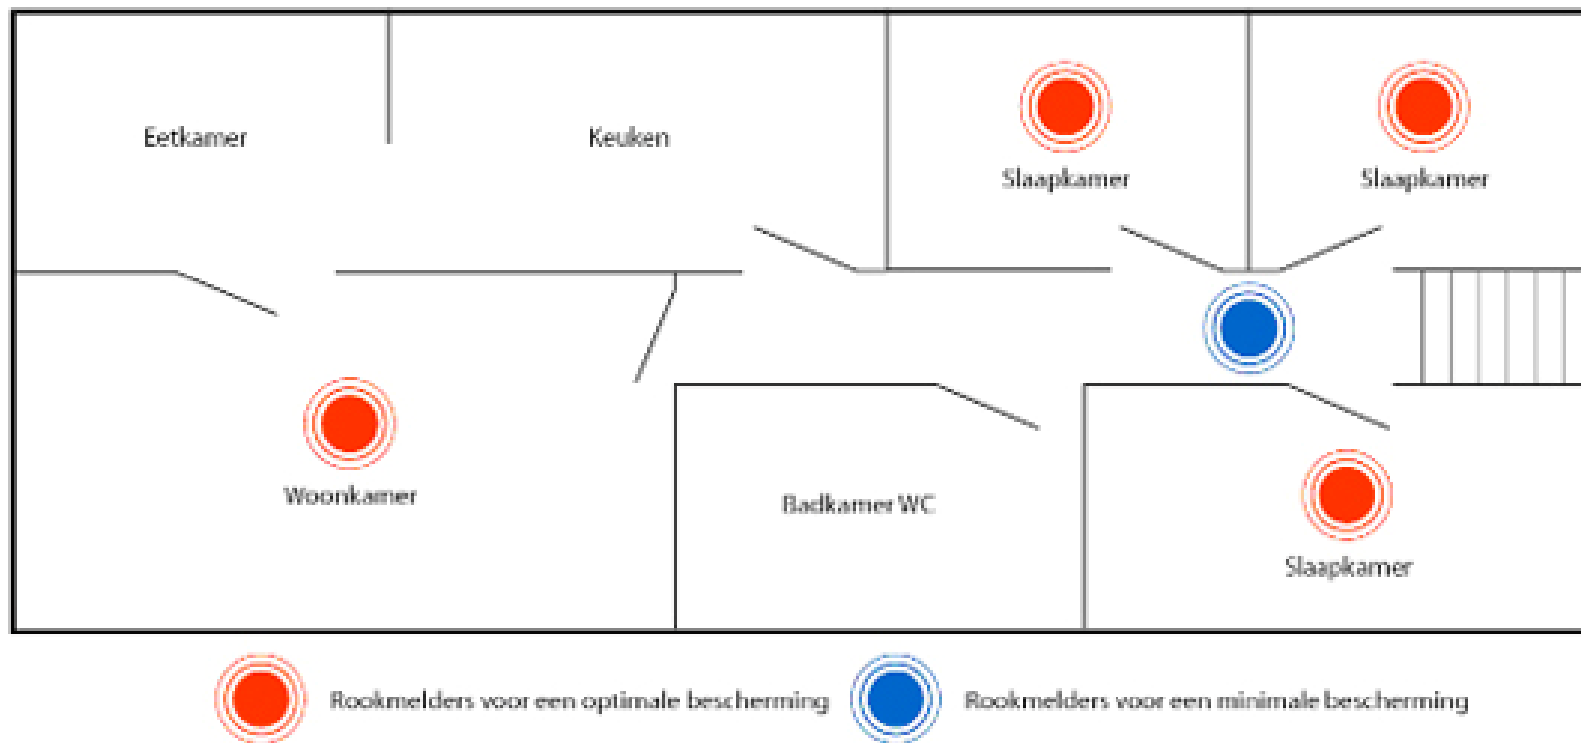 Eetkamer
Keuken
Slaapkamer
Slaapkamer
Woonkamer
Badkamer WC
Slaapkamer
Rookmelders voor een optimale bescherming
Rookmelders voor een minimale bescherming